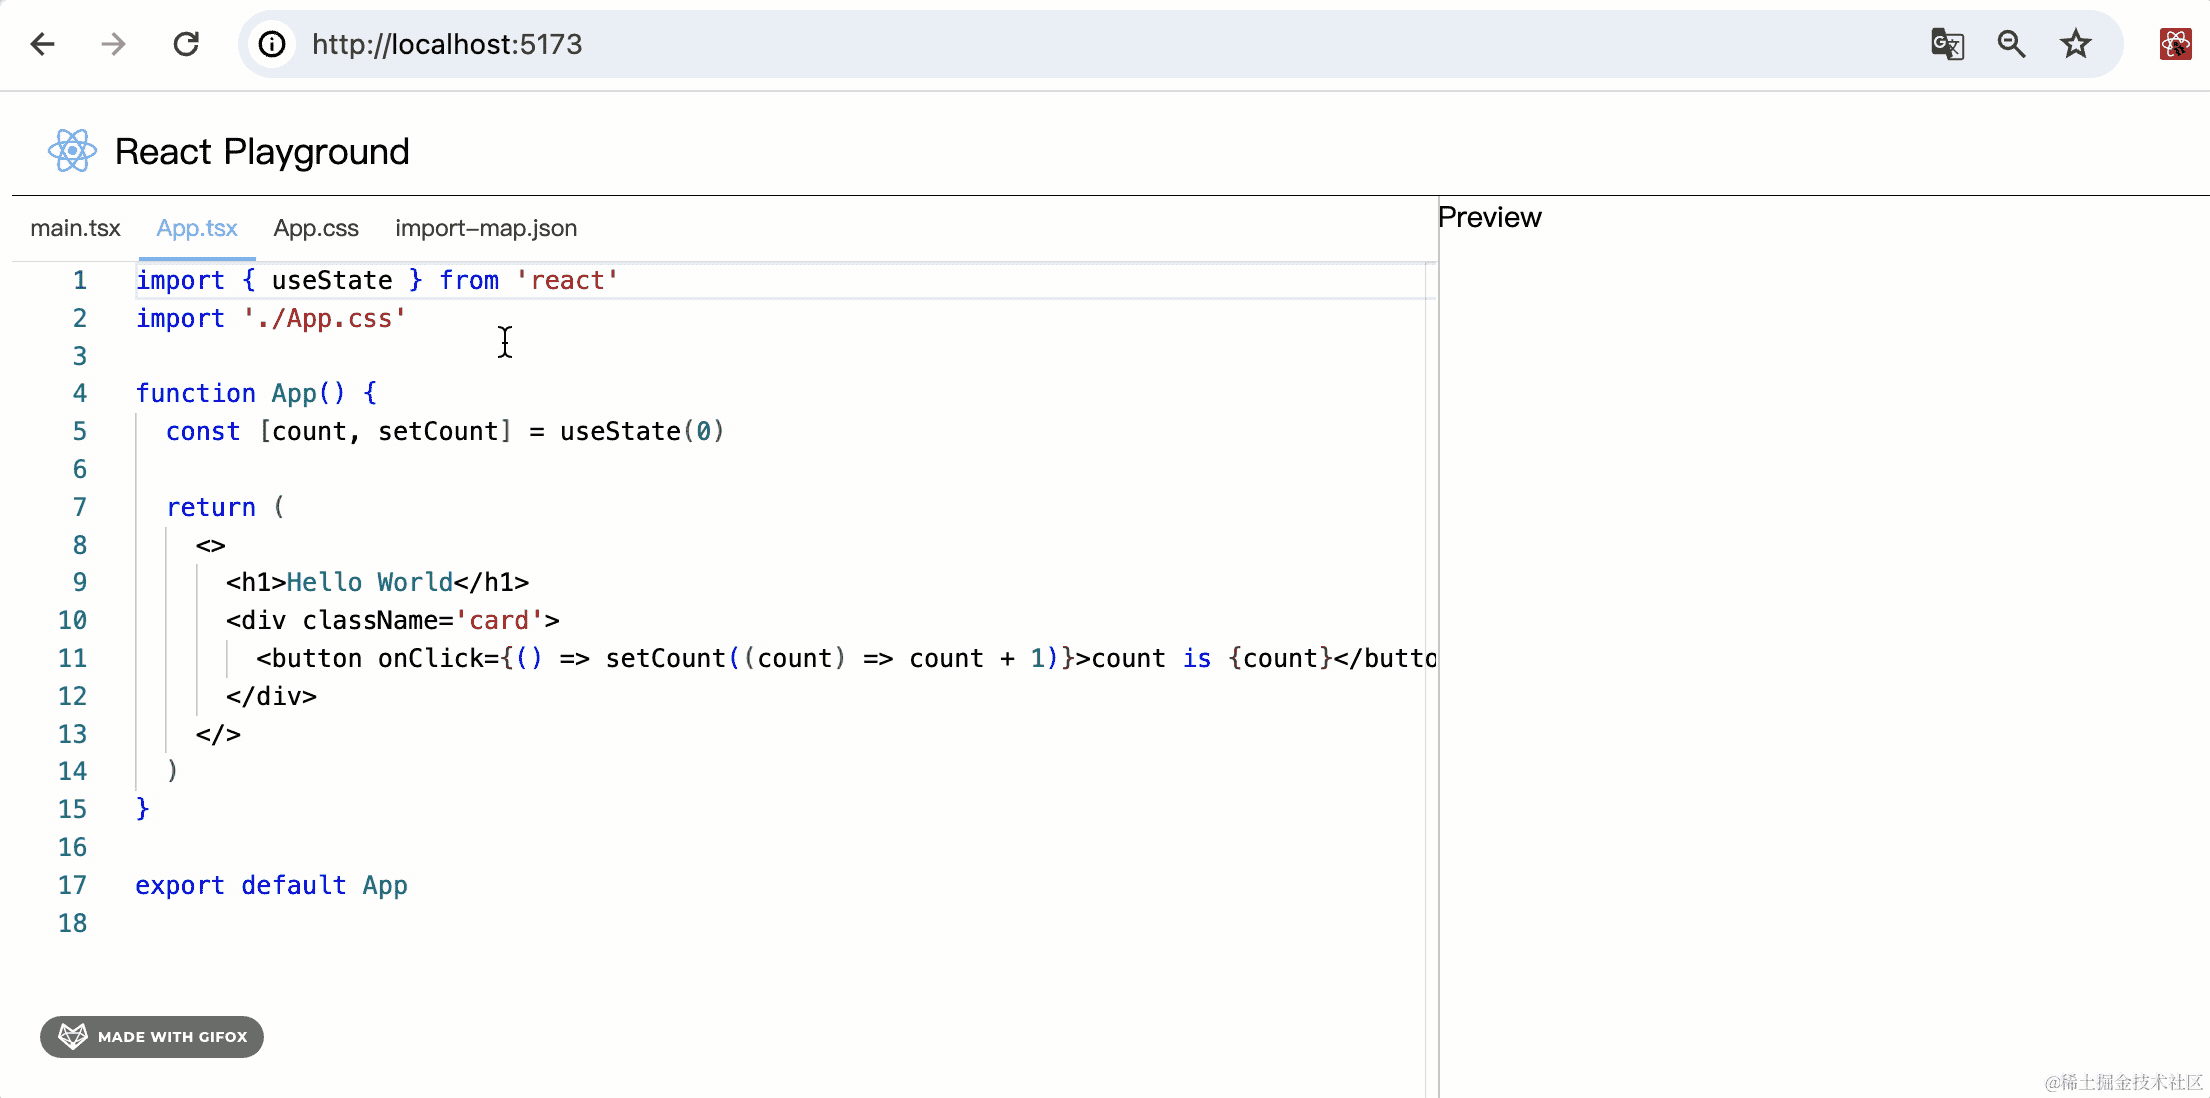 http://localhost:5173
React Playground
main.tsx App.tsx App.css import-map.json
Preview
1 import { useState } from 'react'
2 import './App.css'
3
4 function App() {
5   const [count, setCount] = useState(0)
6
7   return (
8     <>
9       <h1>Hello World</h1>
10       <div className='card'>
11         <button onClick={() => setCount((count) => count + 1)}>count is {count}</butto
12       </div>
13     </>
14   )
15 }
16
17 export default App
18
MADE WITH GIFOX
@稀土掘金技术社区